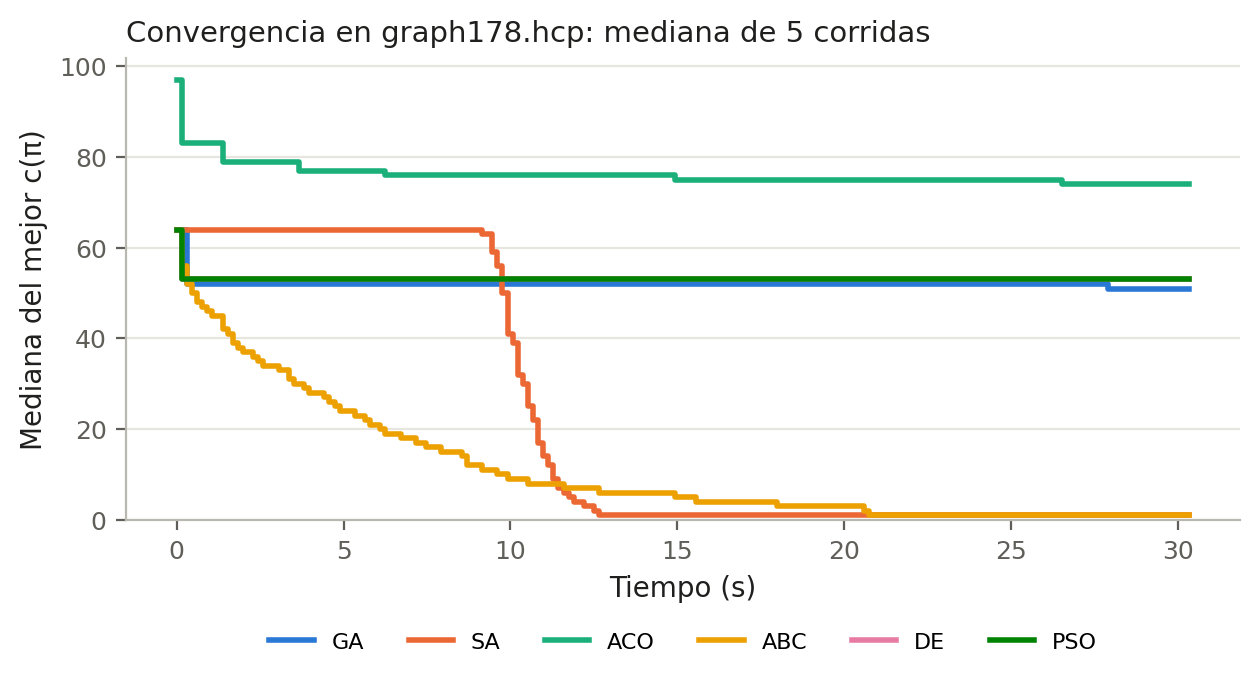 Convergencia en graph178.hcp: mediana de 5 corridas
Mediana del mejor c(π)
100
80
60
40
20
0
0 5 10 15 20 25 30
Tiempo (s)
GA SA ACO ABC DE PSO